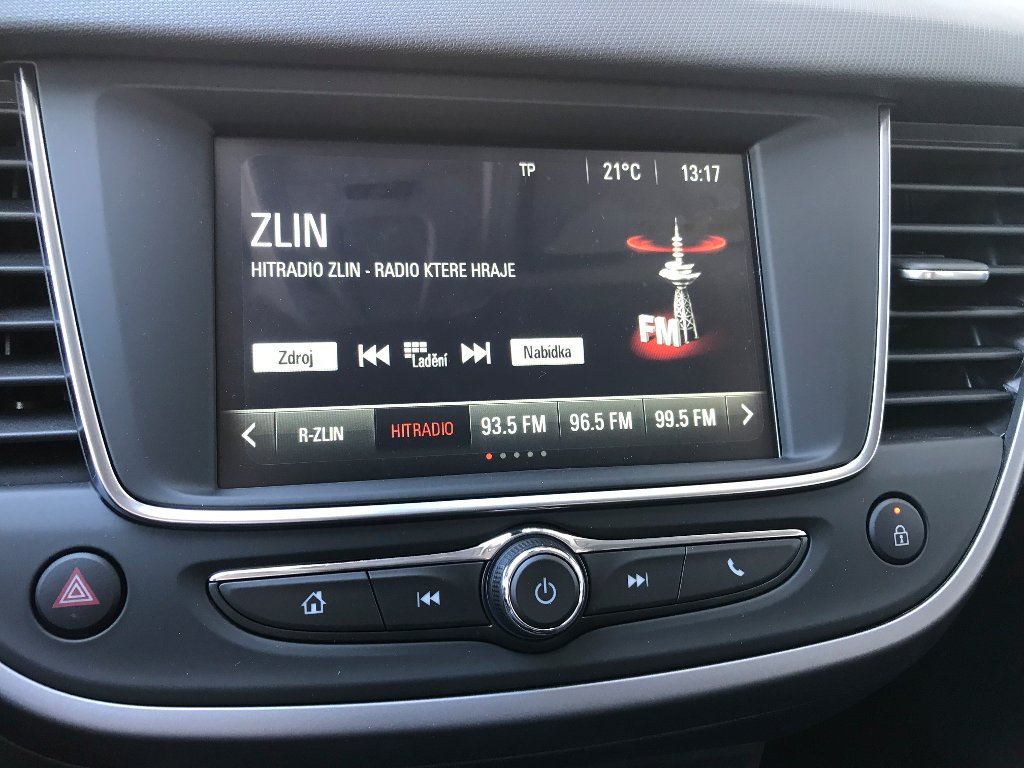 TP 21°C 13:17
ZLIN
HITRADIO ZLIN - RADIO KTERE HRAJE
FM
Zdroj Ladění Nabídka
R-ZLIN HITRADIO 93.5 FM 96.5 FM 99.5 FM